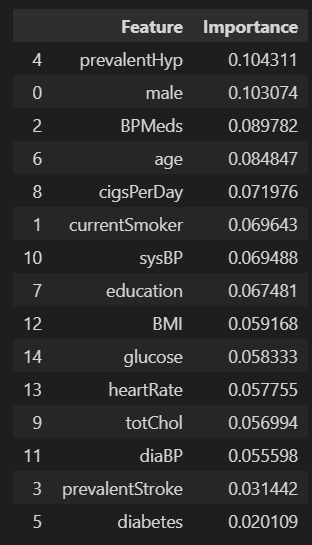 Feature Importance
4 prevalentHyp 0.104311
0 male 0.103074
2 BPMeds 0.089782
6 age 0.084847
8 cigsPerDay 0.071976
1 currentSmoker 0.069643
10 sysBP 0.069488
7 education 0.067481
12 BMI 0.059168
14 glucose 0.058333
13 heartRate 0.057755
9 totChol 0.056994
11 diaBP 0.055598
3 prevalentStroke 0.031442
5 diabetes 0.020109